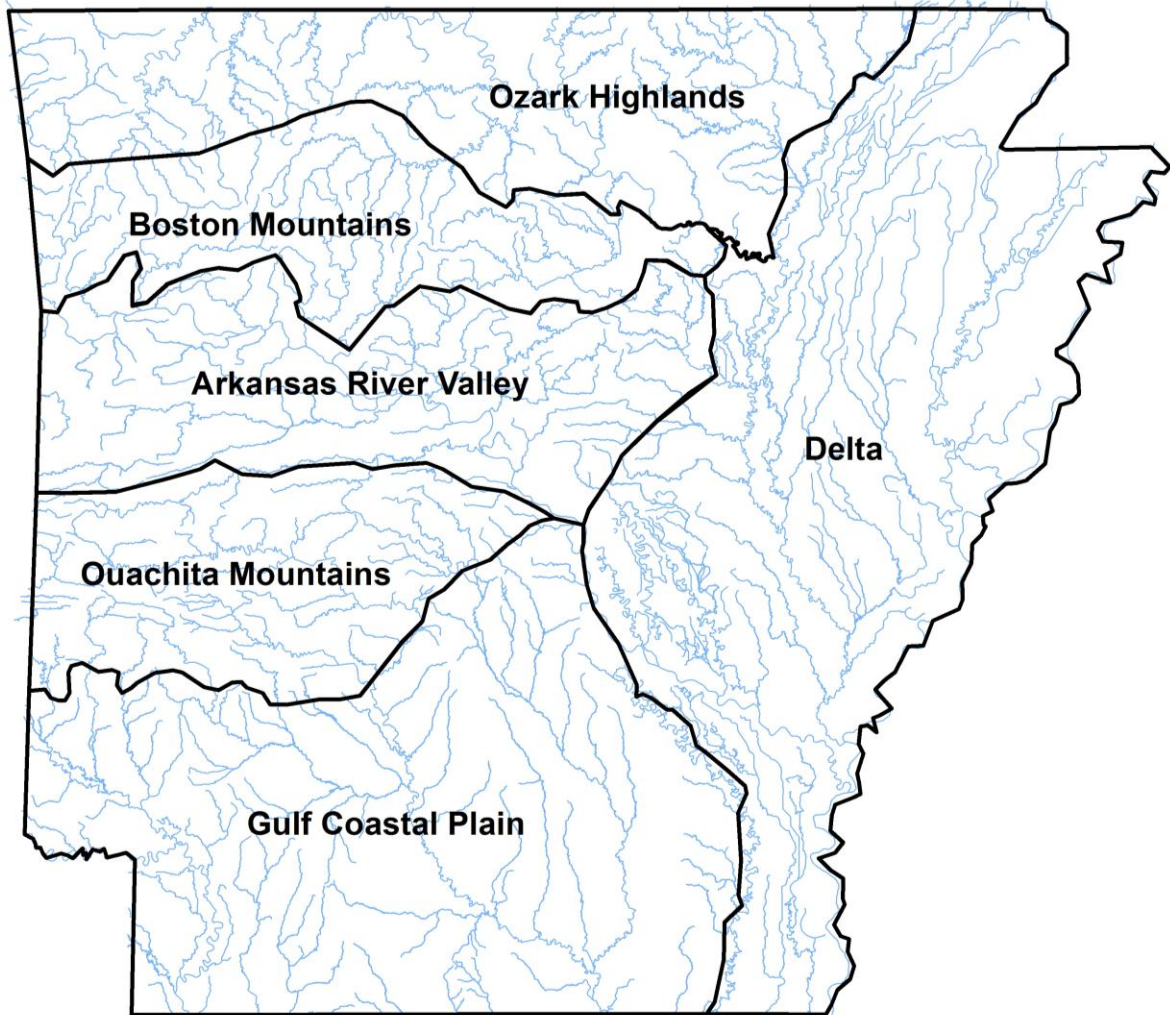 Ozark Highlands
Boston Mountains
Arkansas River Valley
Delta
Ouachita Mountains
Gulf Coastal Plain